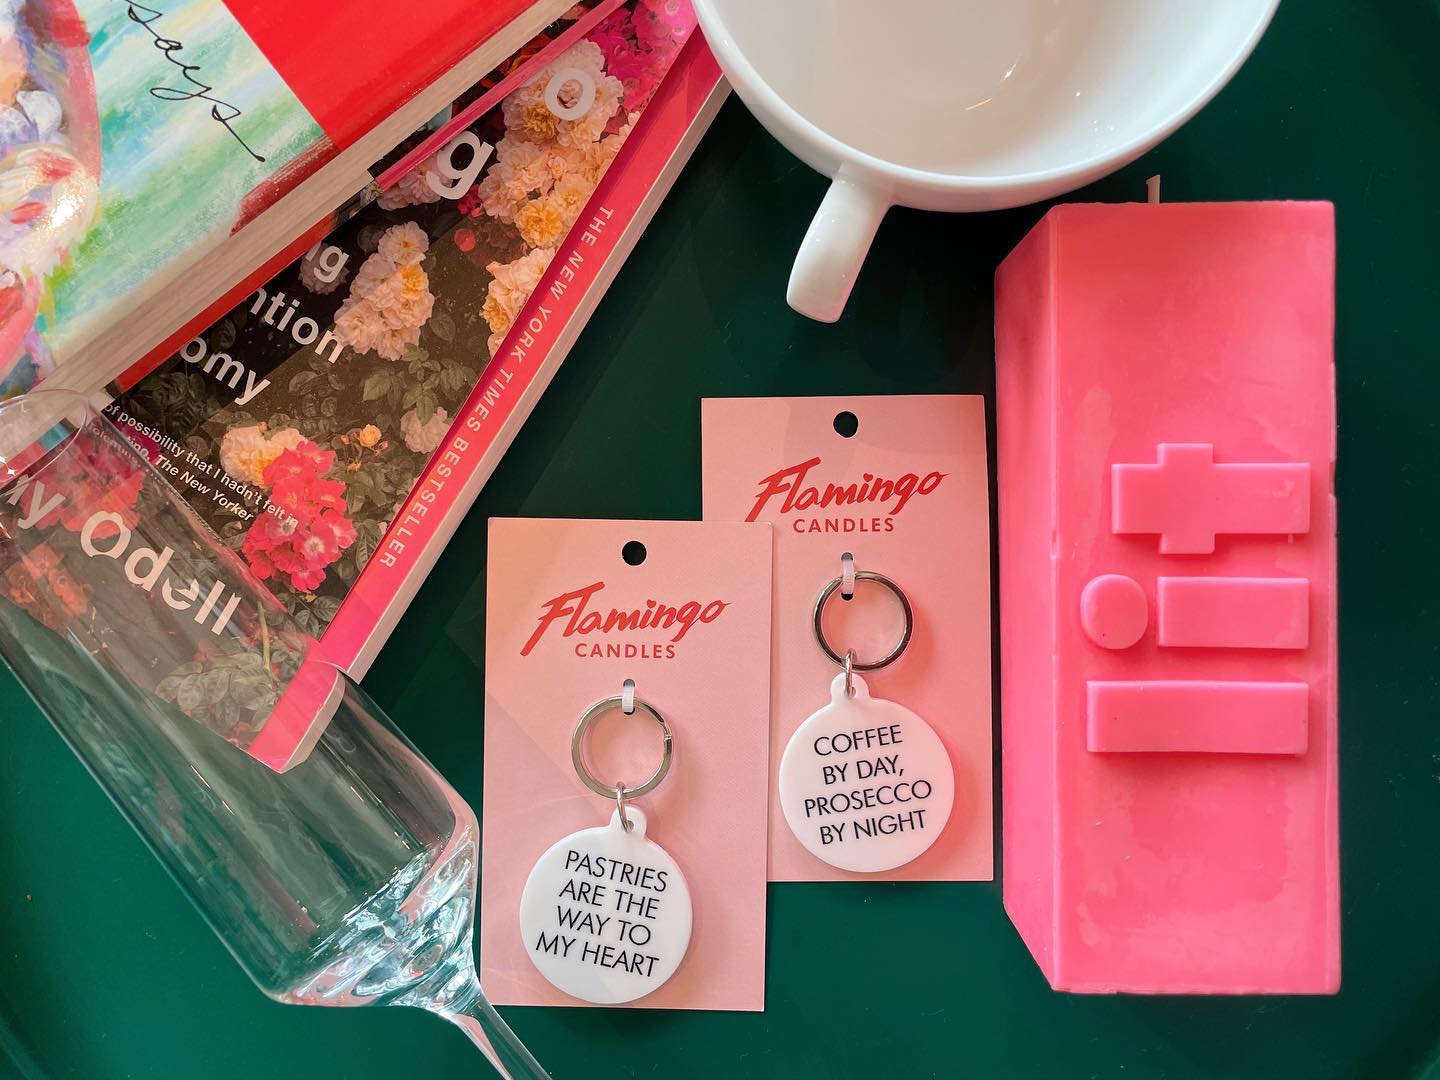 says
o
g
ng
ntion
omy
of possibility that I hadn't felt in
The New Yorker
y Odell
THE NEW YORK TIMES BESTSELLER
Flamingo
CANDLES
PASTRIES
ARE THE
WAY TO
MY HEART
Flamingo
CANDLES
COFFEE
BY DAY,
PROSECCO
BY NIGHT